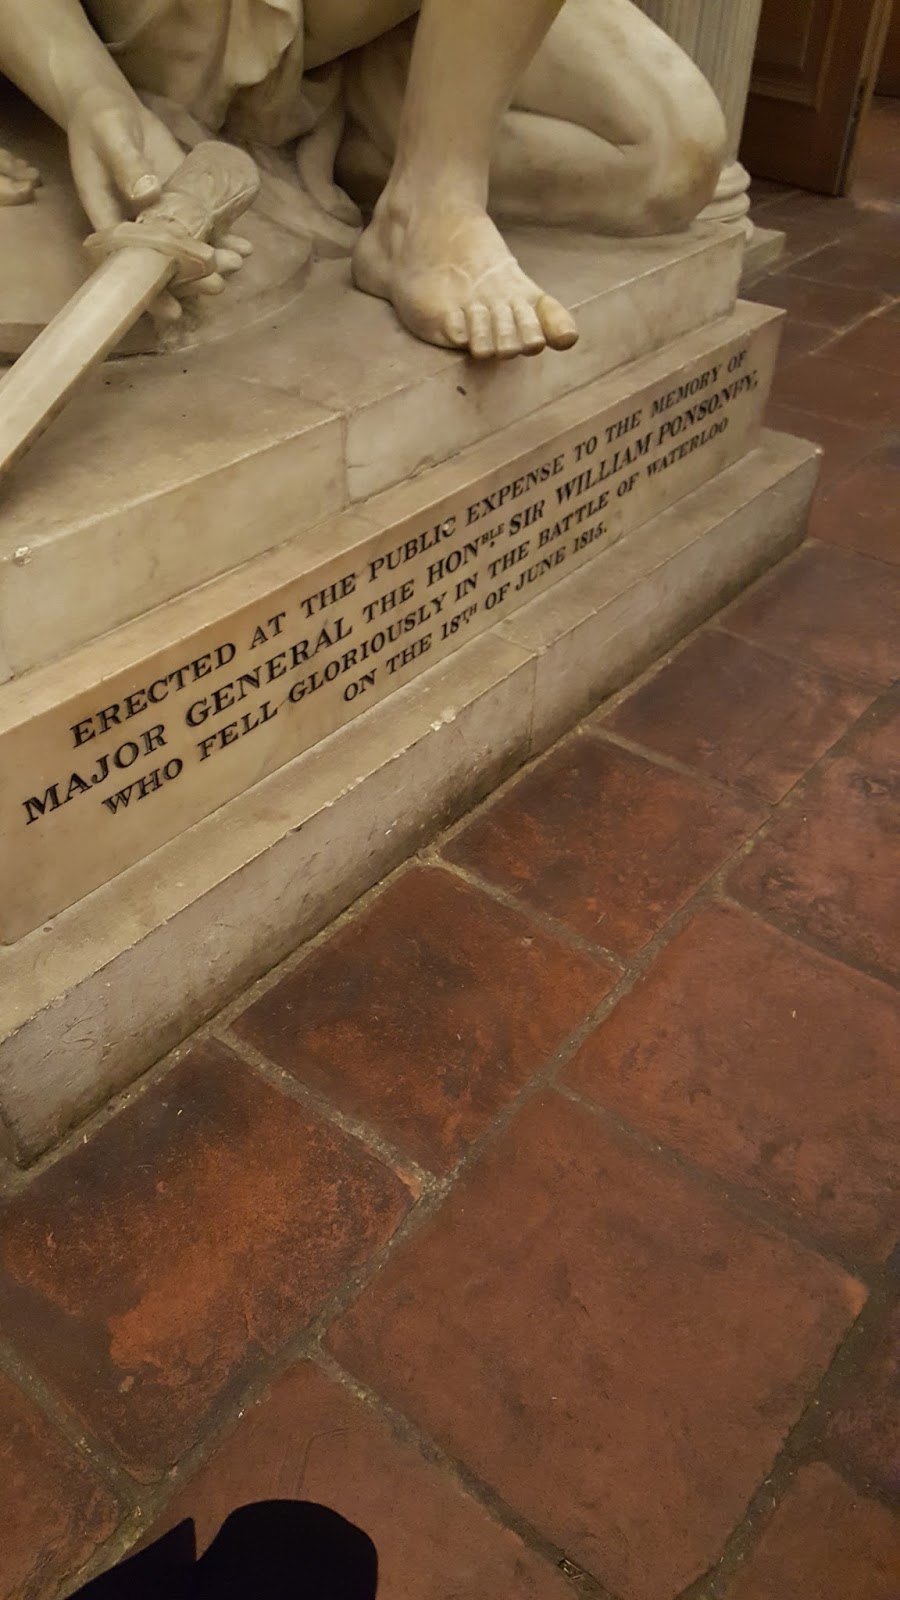 ERECTED AT THE PUBLIC EXPENSE TO THE MEMORY OF
MAJOR GENERAL THE HONBLE. SIR WILLIAM PONSONBY,
WHO FELL GLORIOUSLY IN THE BATTLE OF WATERLOO
ON THE 18TH OF JUNE 1815.